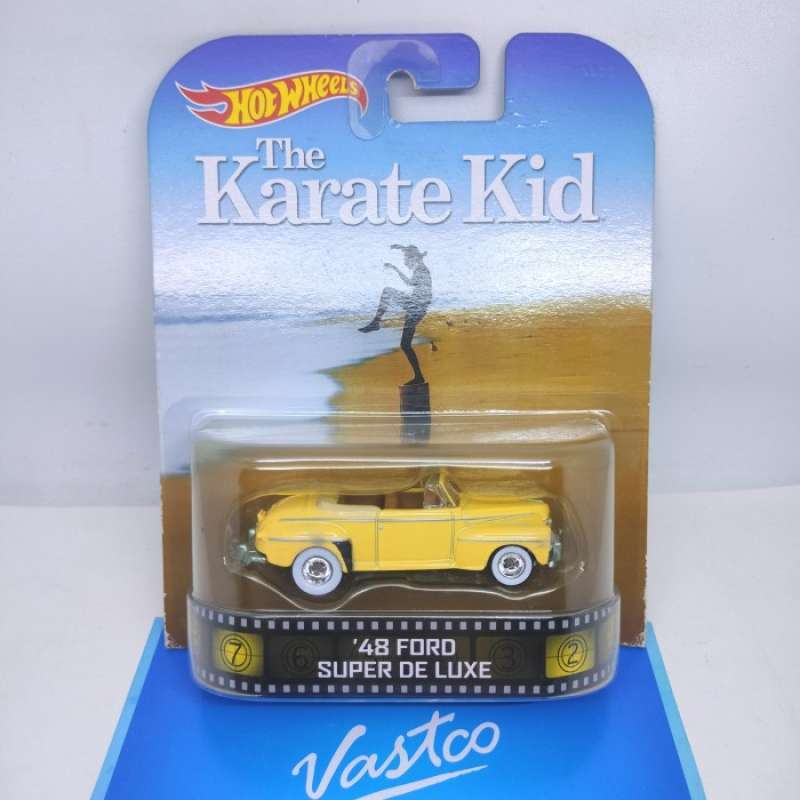 HOT WHEELS
The
Karate Kid
7 6 3 2
'48 FORD
SUPER DE LUXE
Vastco